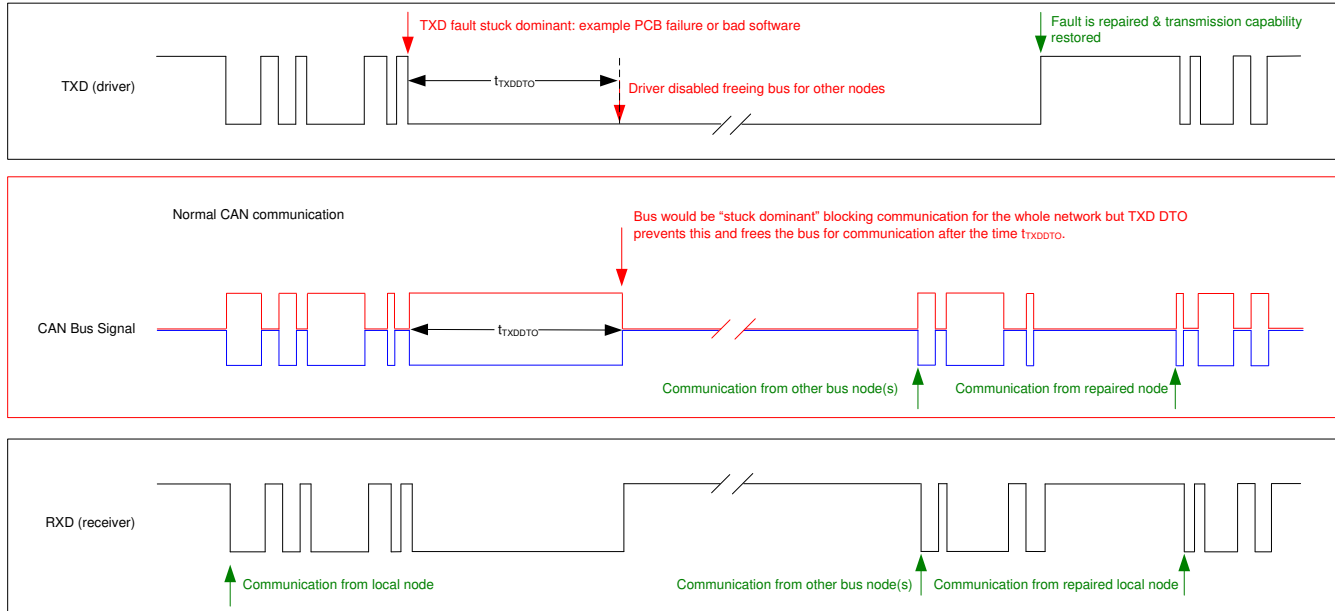 TXD fault stuck dominant: example PCB failure or bad software
Fault is repaired & transmission capability
restored
TXD (driver)
tTXDDTO
Driver disabled freeing bus for other nodes
Normal CAN communication
Bus would be “stuck dominant” blocking communication for the whole network but TXD DTO
prevents this and frees the bus for communication after the time tTXDDTO.
CAN Bus Signal
tTXDDTO
Communication from other bus node(s)
Communication from repaired node
RXD (receiver)
Communication from local node
Communication from other bus node(s)
Communication from repaired local node